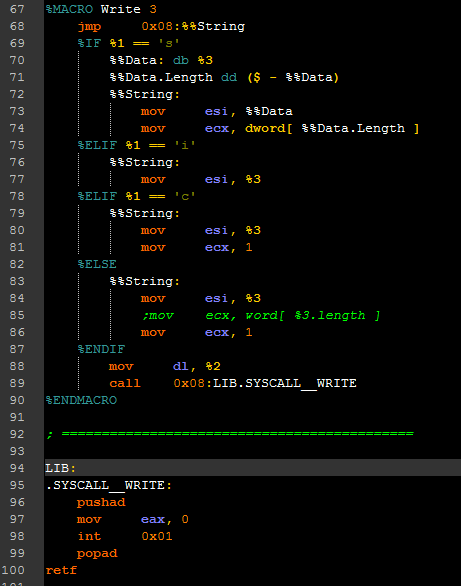 67 %MACRO Write 3
68 jmp 0x08:%%String
69 %IF %1 == 's'
70 %%Data: db %3
71 %%Data.Length dd ($ - %%Data)
72 %%String:
73 mov esi, %%Data
74 mov ecx, dword[ %%Data.Length ]
75 %ELIF %1 == 'i'
76 %%String:
77 mov esi, %3
78 %ELIF %1 == 'c'
79 %%String:
80 mov esi, %3
81 mov ecx, 1
82 %ELSE
83 %%String:
84 mov esi, %3
85 ;mov ecx, word[ %3.length ]
86 mov ecx, 1
87 %ENDIF
88 mov dl, %2
89 call 0x08:LIB.SYSCALL__WRITE
90 %ENDMACRO
91
92 ; ============================================
93
94 LIB:
95 .SYSCALL__WRITE:
96 pushad
97 mov eax, 0
98 int 0x01
99 popad
100 retf